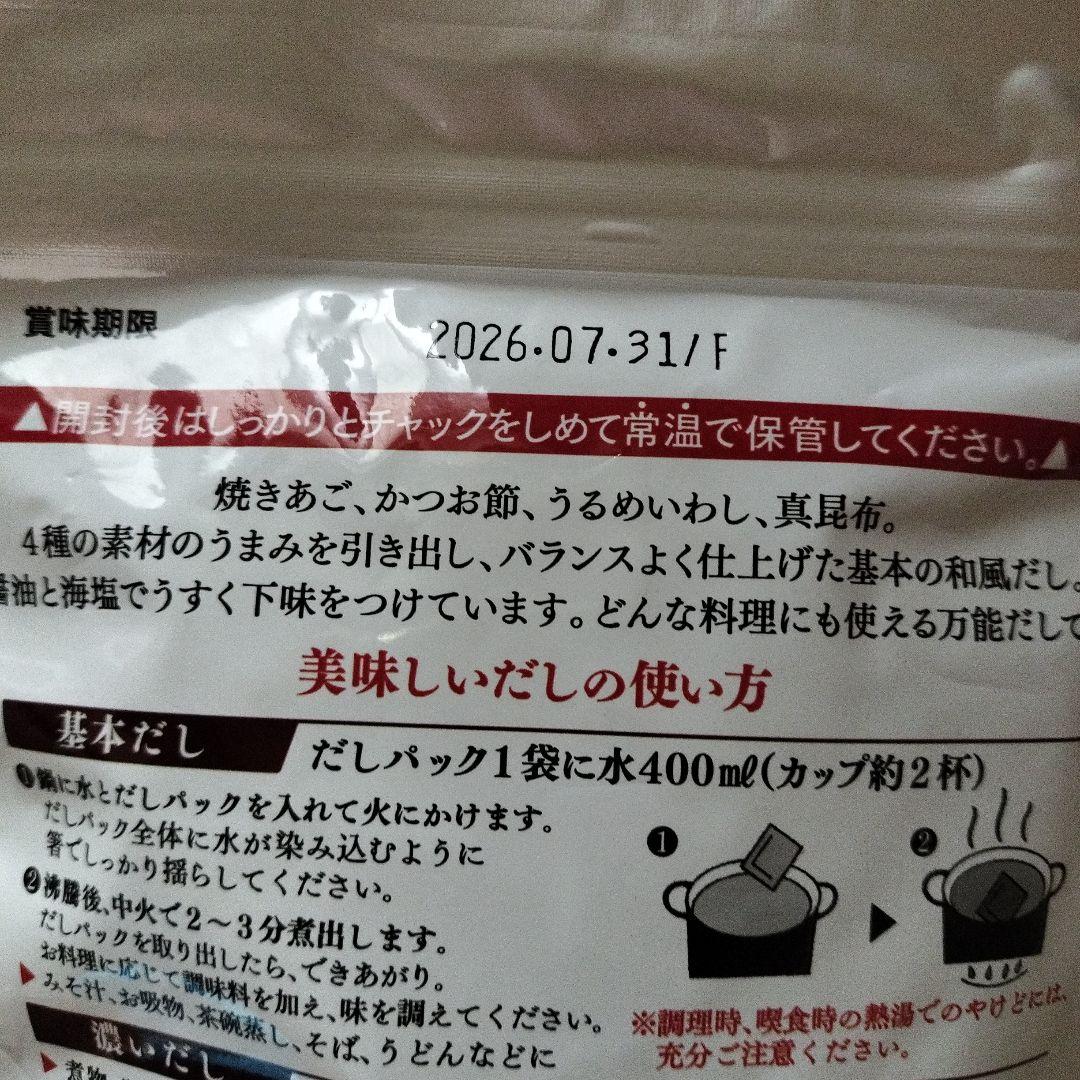 賞味期限
2026.07.31/F
▲開封後はしっかりとチャックをしめて常温で保管してください。▲
焼きあご、かつお節、うるめいわし、真昆布。
4種の素材のうまみを引き出し、バランスよく仕上げた基本の和風だし。
醤油と海塩でうすく下味をつけています。どんな料理にも使える万能だしで
美味しいだしの使い方
基本だし
だしパック1袋に水400㎖(カップ約2杯)
❶鍋に水とだしパックを入れて火にかけます。
だしパック全体に水が染み込むように
箸でしっかり揺らしてください。
❷沸騰後、中火で2〜3分煮出します。
だしパックを取り出したら、できあがり。
お料理に応じて調味料を加え、味を調えてください。
▶みそ汁、お吸物、茶碗蒸し、そば、うどんなどに
❶
▶
❷
※調理時、喫食時の熱湯でのやけどには、
充分ご注意ください。
濃いだし
▶煮物